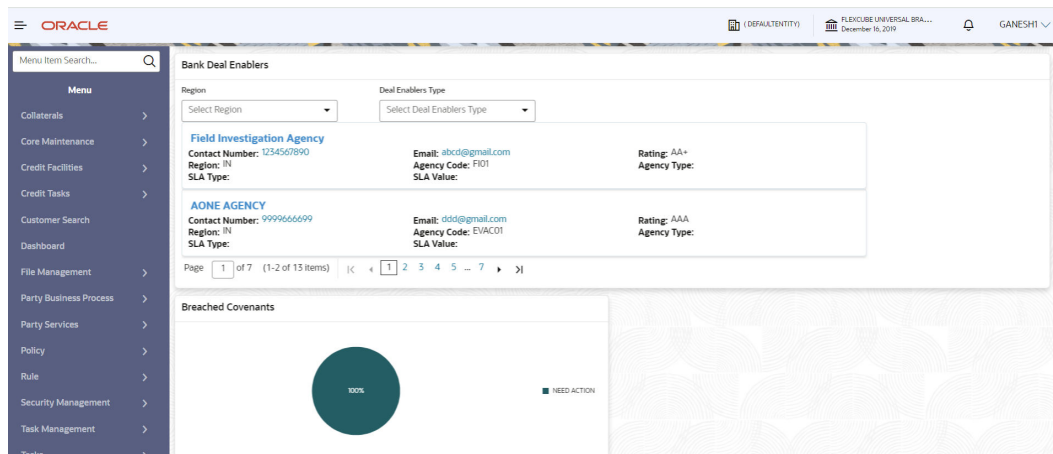 ORACLE
( DEFAULTENTITY)
FLEXCUBE UNIVERSAL BRA...
December 16, 2019
GANESH1
Menu Item Search...
Menu
Collaterals
Core Maintenance
Credit Facilities
Credit Tasks
Customer Search
Dashboard
File Management
Party Business Process
Party Services
Policy
Rule
Security Management
Task Management
Tasks
Bank Deal Enablers
Region Deal Enablers Type
Select Region Select Deal Enablers Type
Field Investigation Agency
Contact Number: 1234567890 Email: abcd@gmail.com Rating: AA+
Region: IN Agency Code: FI01 Agency Type:
SLA Type: SLA Value:
AONE AGENCY
Contact Number: 9999666699 Email: ddd@gmail.com Rating: AAA
Region: IN Agency Code: EVAC01 Agency Type:
SLA Type: SLA Value:
Page 1 of 7 (1-2 of 13 items) 1 2 3 4 5 ... 7
Breached Covenants
100%
NEED ACTION